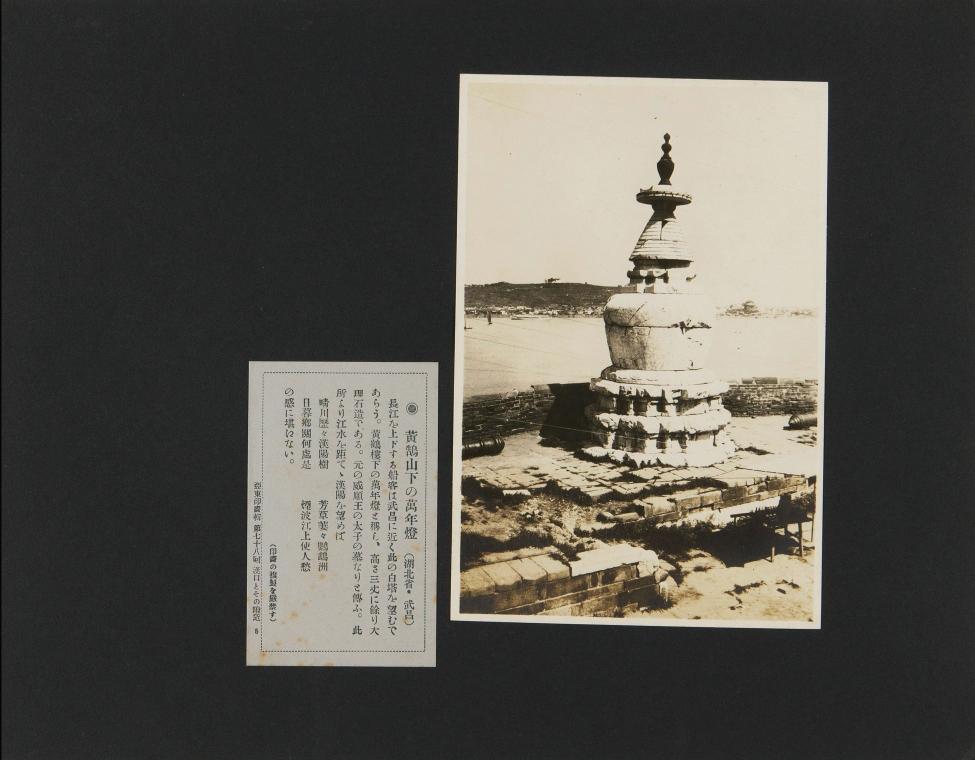 ◉ 黃鵠山下の萬年燈 (湖北省・武昌)
長江を上下する船客は武昌に近く此の白塔を望むで
あらう。黃鶴樓下の萬年燈と稱ら、高さ三丈に餘り大
理石造である。元の威順王の太子の墓なりと傳ふ。此
所より江水を距てゝ漢陽を望めば
晴川歷々漢陽樹 芳草萋々鸚鵡洲
日暮鄕關何處是 煙波江上使人愁
の感に堪ねない。
(印畫の複製を嚴禁す)
亞東印畫輯 第七十八回 漢口とその附近 8